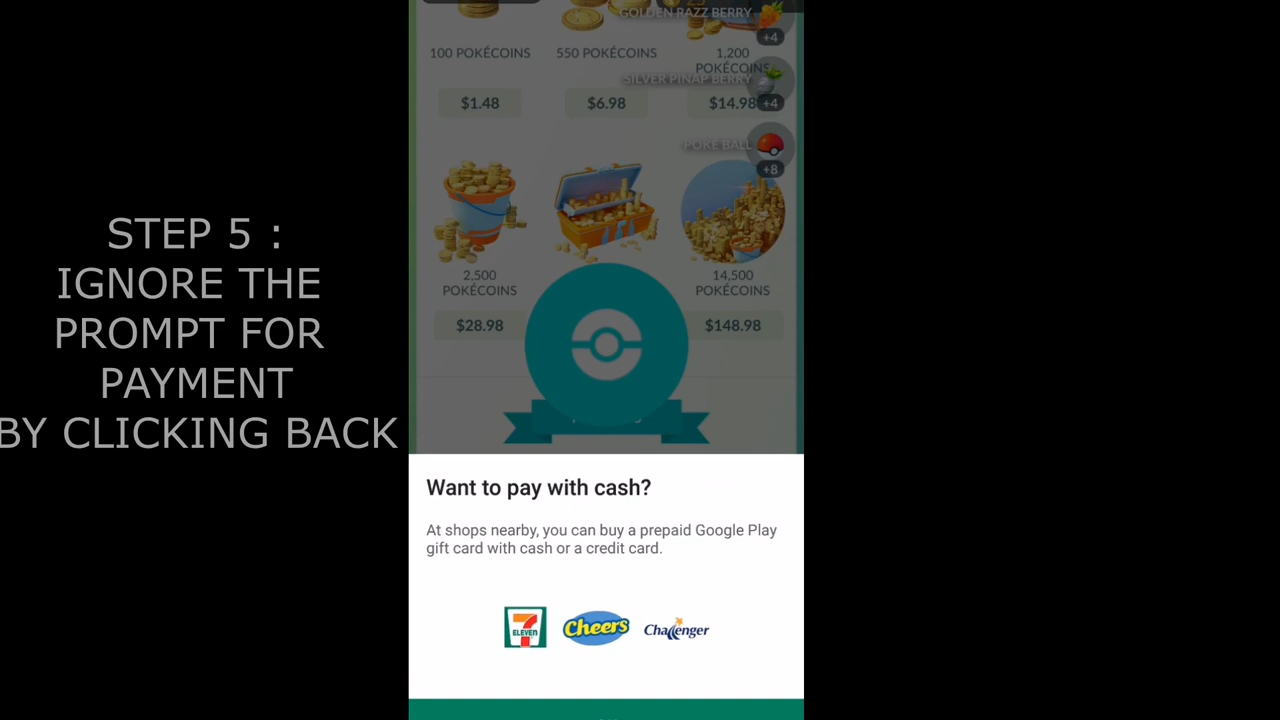 STEP 5 :
IGNORE THE
PROMPT FOR
PAYMENT
BY CLICKING BACK
GOLDEN RAZZ BERRY
+4
100 POKÉCOINS
550 POKÉCOINS
1,200
POKÉCOINS
SILVER PINAP BERRY
+4
$1.48
$6.98
$14.98
POKÉ BALL
+8
2,500
POKÉCOINS
14,500
POKÉCOINS
$28.98
$148.98
Want to pay with cash?
At shops nearby, you can buy a prepaid Google Play
gift card with cash or a credit card.
7
ELEVEN
Cheers
Challenger